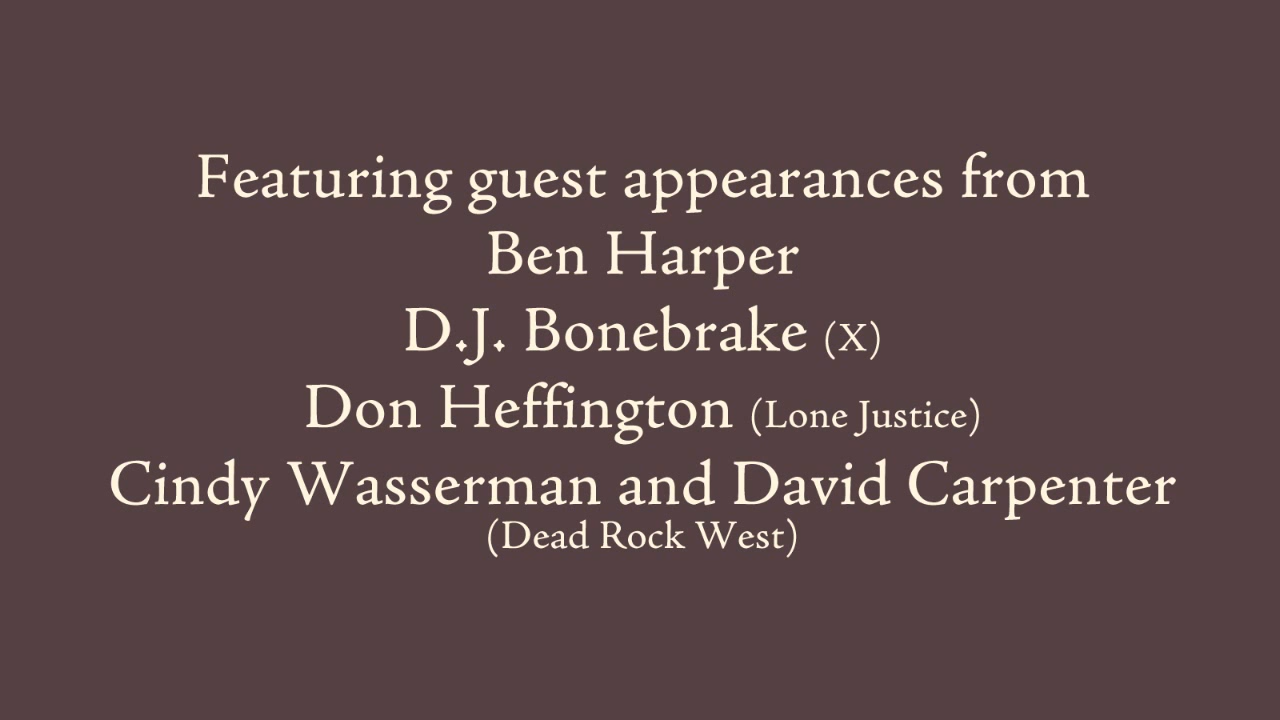 Featuring guest appearances from
Ben Harper
D.J. Bonebrake (X)
Don Heffington (Lone Justice)
Cindy Wasserman and David Carpenter
(Dead Rock West)